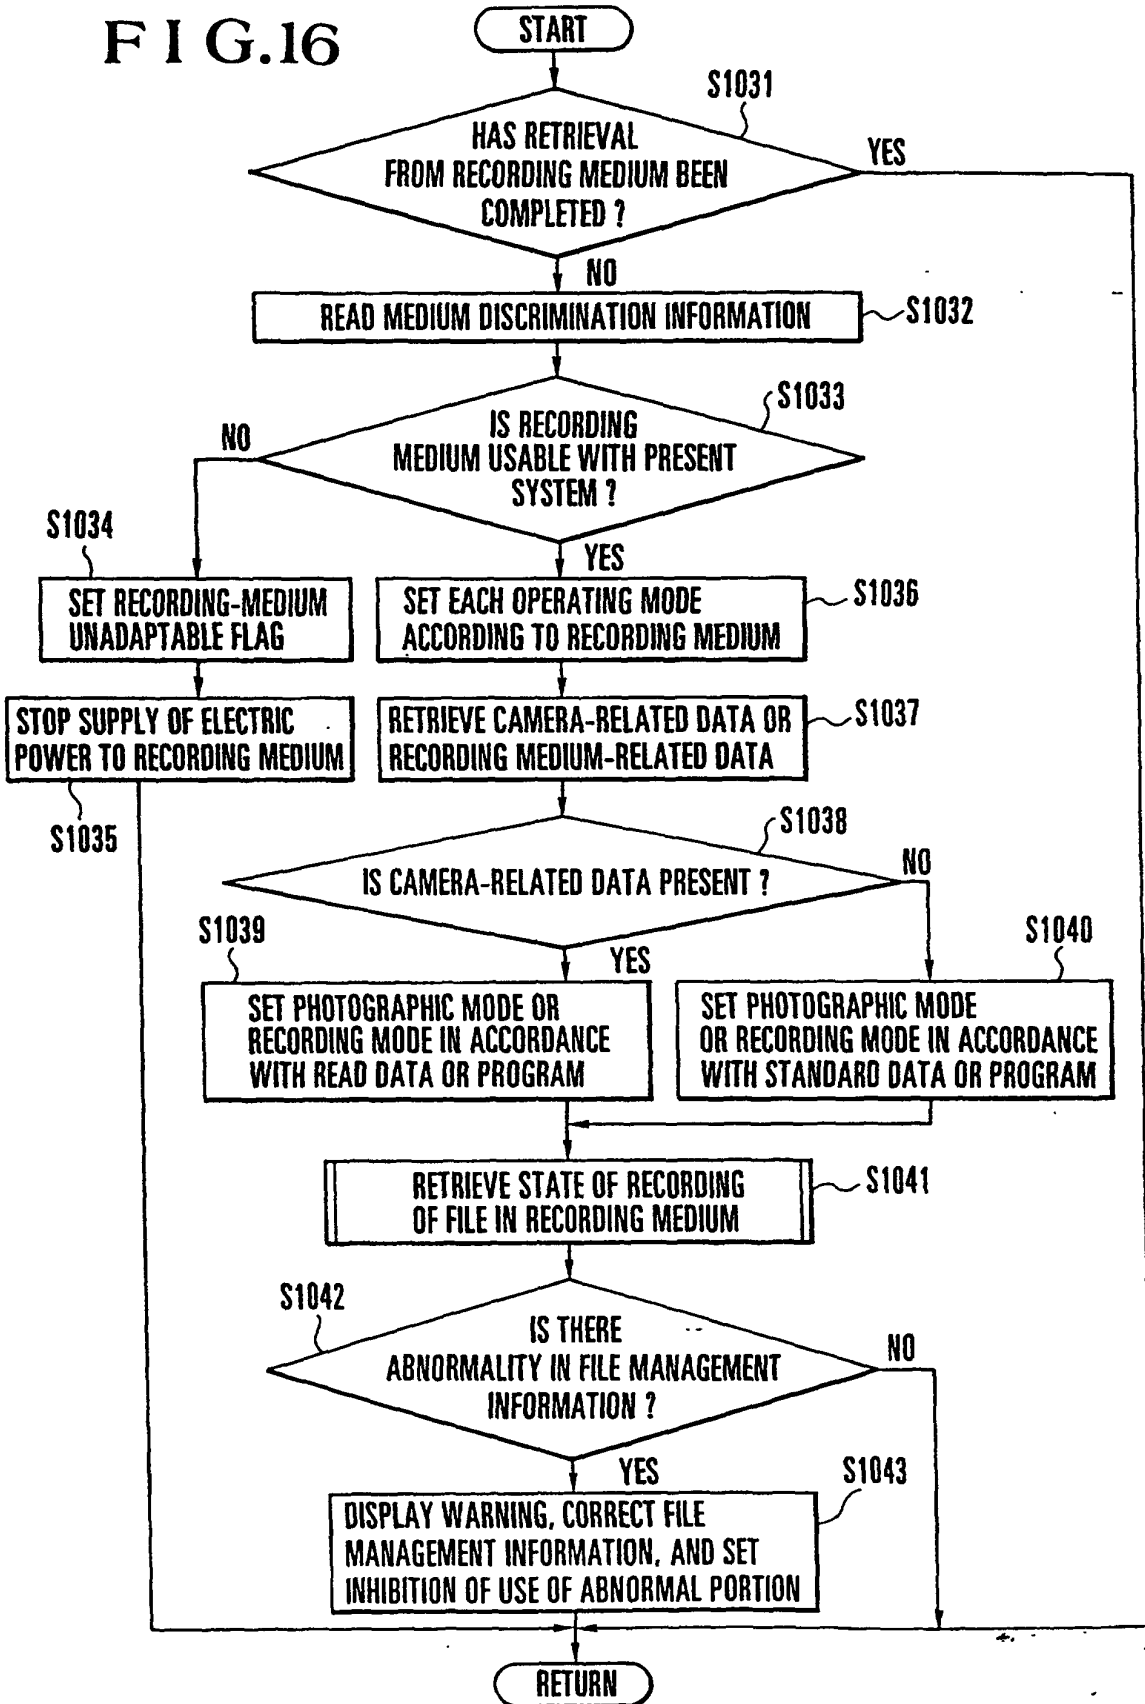 FIG.16
START
S1031
HAS RETRIEVAL
FROM RECORDING MEDIUM BEEN
COMPLETED ?
YES
NO
READ MEDIUM DISCRIMINATION INFORMATION
S1032
S1033
IS RECORDING
MEDIUM USABLE WITH PRESENT
SYSTEM ?
NO
YES
S1034
SET RECORDING-MEDIUM
UNADAPTABLE FLAG
SET EACH OPERATING MODE
ACCORDING TO RECORDING MEDIUM
S1036
STOP SUPPLY OF ELECTRIC
POWER TO RECORDING MEDIUM
S1035
RETRIEVE CAMERA-RELATED DATA OR
RECORDING MEDIUM-RELATED DATA
S1037
S1038
IS CAMERA-RELATED DATA PRESENT ?
NO
YES
S1039
SET PHOTOGRAPHIC MODE OR
RECORDING MODE IN ACCORDANCE
WITH READ DATA OR PROGRAM
S1040
SET PHOTOGRAPHIC MODE
OR RECORDING MODE IN ACCORDANCE
WITH STANDARD DATA OR PROGRAM
RETRIEVE STATE OF RECORDING
OF FILE IN RECORDING MEDIUM
S1041
S1042
IS THERE
ABNORMALITY IN FILE MANAGEMENT
INFORMATION ?
NO
YES
S1043
DISPLAY WARNING, CORRECT FILE
MANAGEMENT INFORMATION, AND SET
INHIBITION OF USE OF ABNORMAL PORTION
RETURN